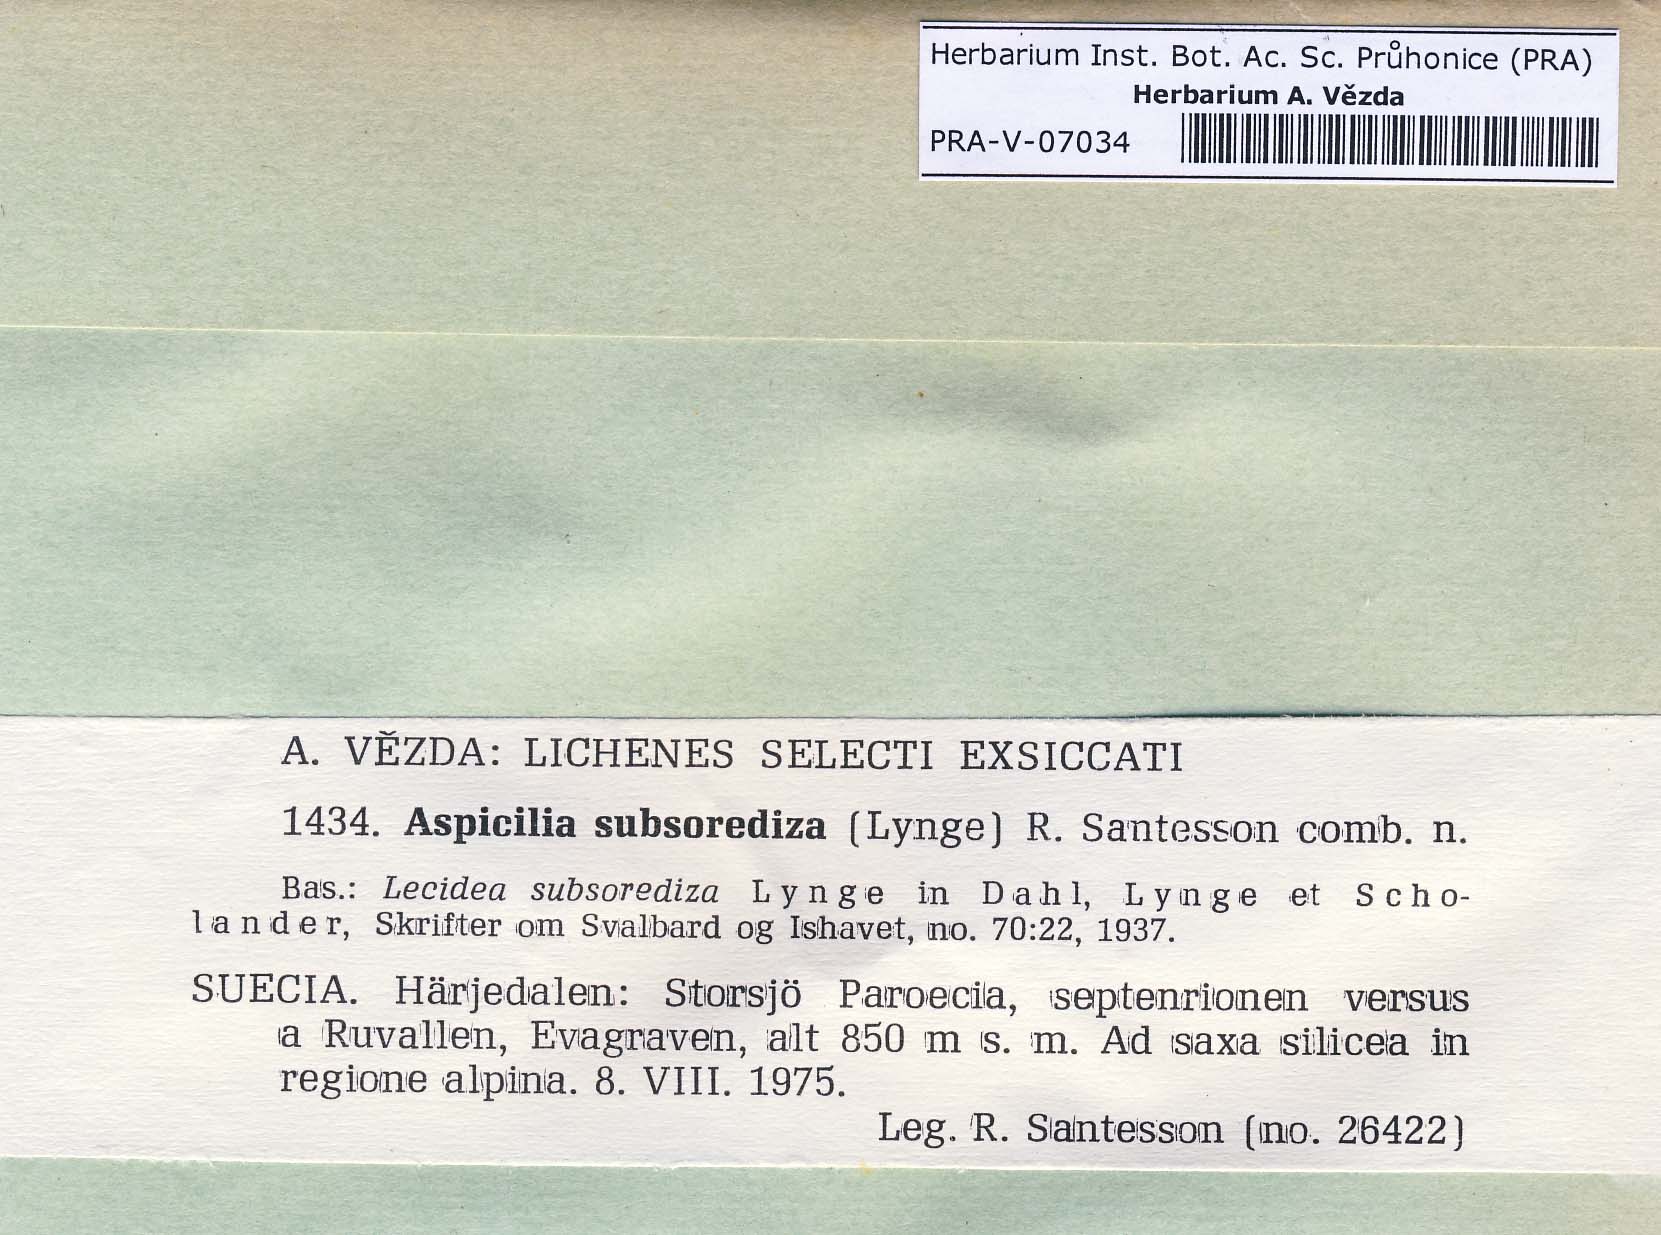 Herbarium Inst. Bot. Ac. Sc. Průhonice (PRA)
Herbarium A. Vězda
PRA-V-07034
A. VĚZDA: LICHENES SELECTI EXSICCATI
1434. Aspicilia subsorediza (Lynge) R. Santesson comb. n.
Bas.: Lecidea subsorediza Lynge in Dahl, Lynge et Scho-
lander, Skrifter om Svalbard og Ishavet, no. 70:22, 1937.
SUECIA. Härjedalen: Storsjö Paroecia, septenrionen versus
a Ruvallen, Evagraven, alt 850 m s. m. Ad saxa silicea in
regione alpina. 8. VIII. 1975.
Leg. R. Santesson (no. 26422)